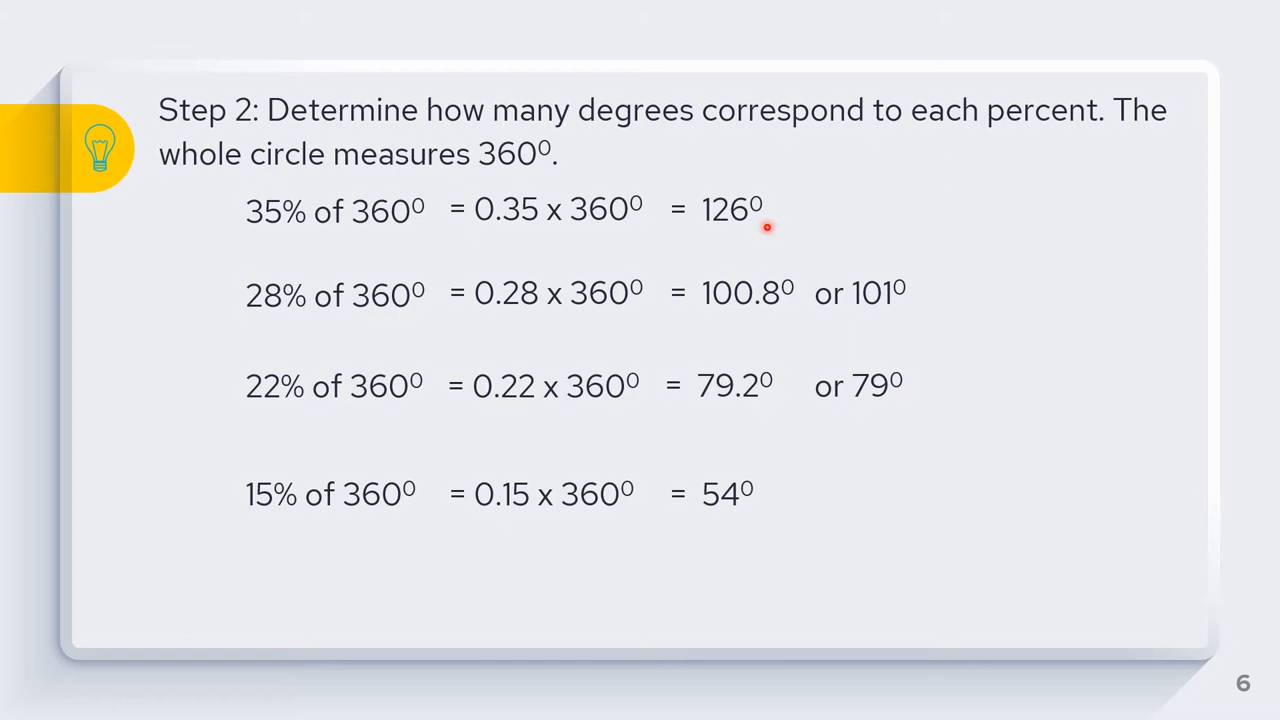 Step 2: Determine how many degrees correspond to each percent. The
whole circle measures 360⁰.
35% of 360⁰ = 0.35 x 360⁰ = 126⁰
28% of 360⁰ = 0.28 x 360⁰ = 100.8⁰ or 101⁰
22% of 360⁰ = 0.22 x 360⁰ = 79.2⁰ or 79⁰
15% of 360⁰ = 0.15 x 360⁰ = 54⁰
6